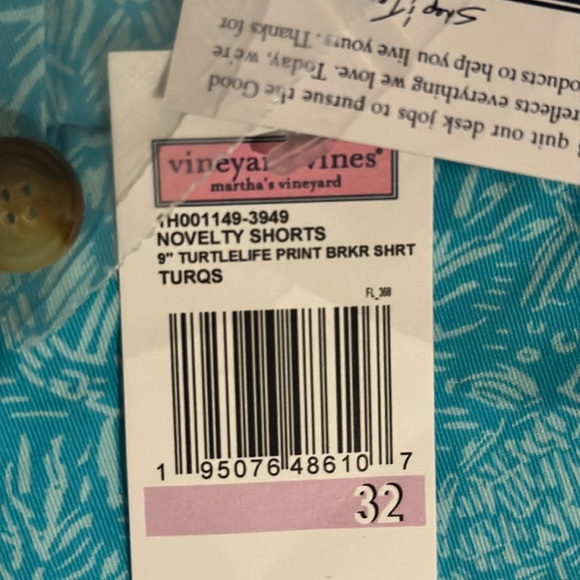 Skep & T
products to help you live yours. Thanks for
reflects everything we love. Today, we're
quit our desk jobs to pursue the Good
vineyar vines
martha's vineyard
1H001149-3949
NOVELTY SHORTS
9" TURTLELIFE PRINT BRKR SHRT
TURQS
FL_368
1 95076 48610 7
32